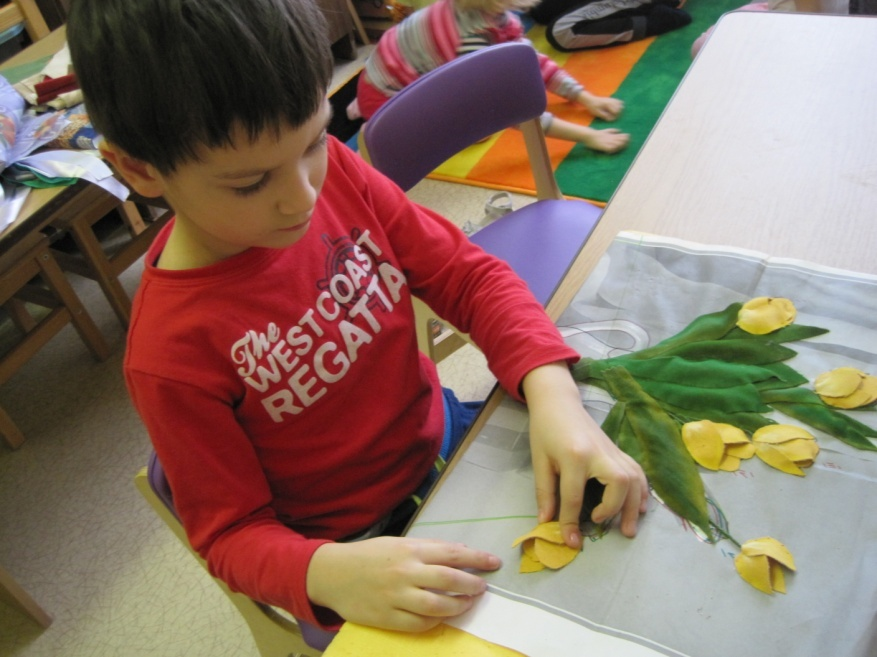 The
WEST COAST
REGATTA